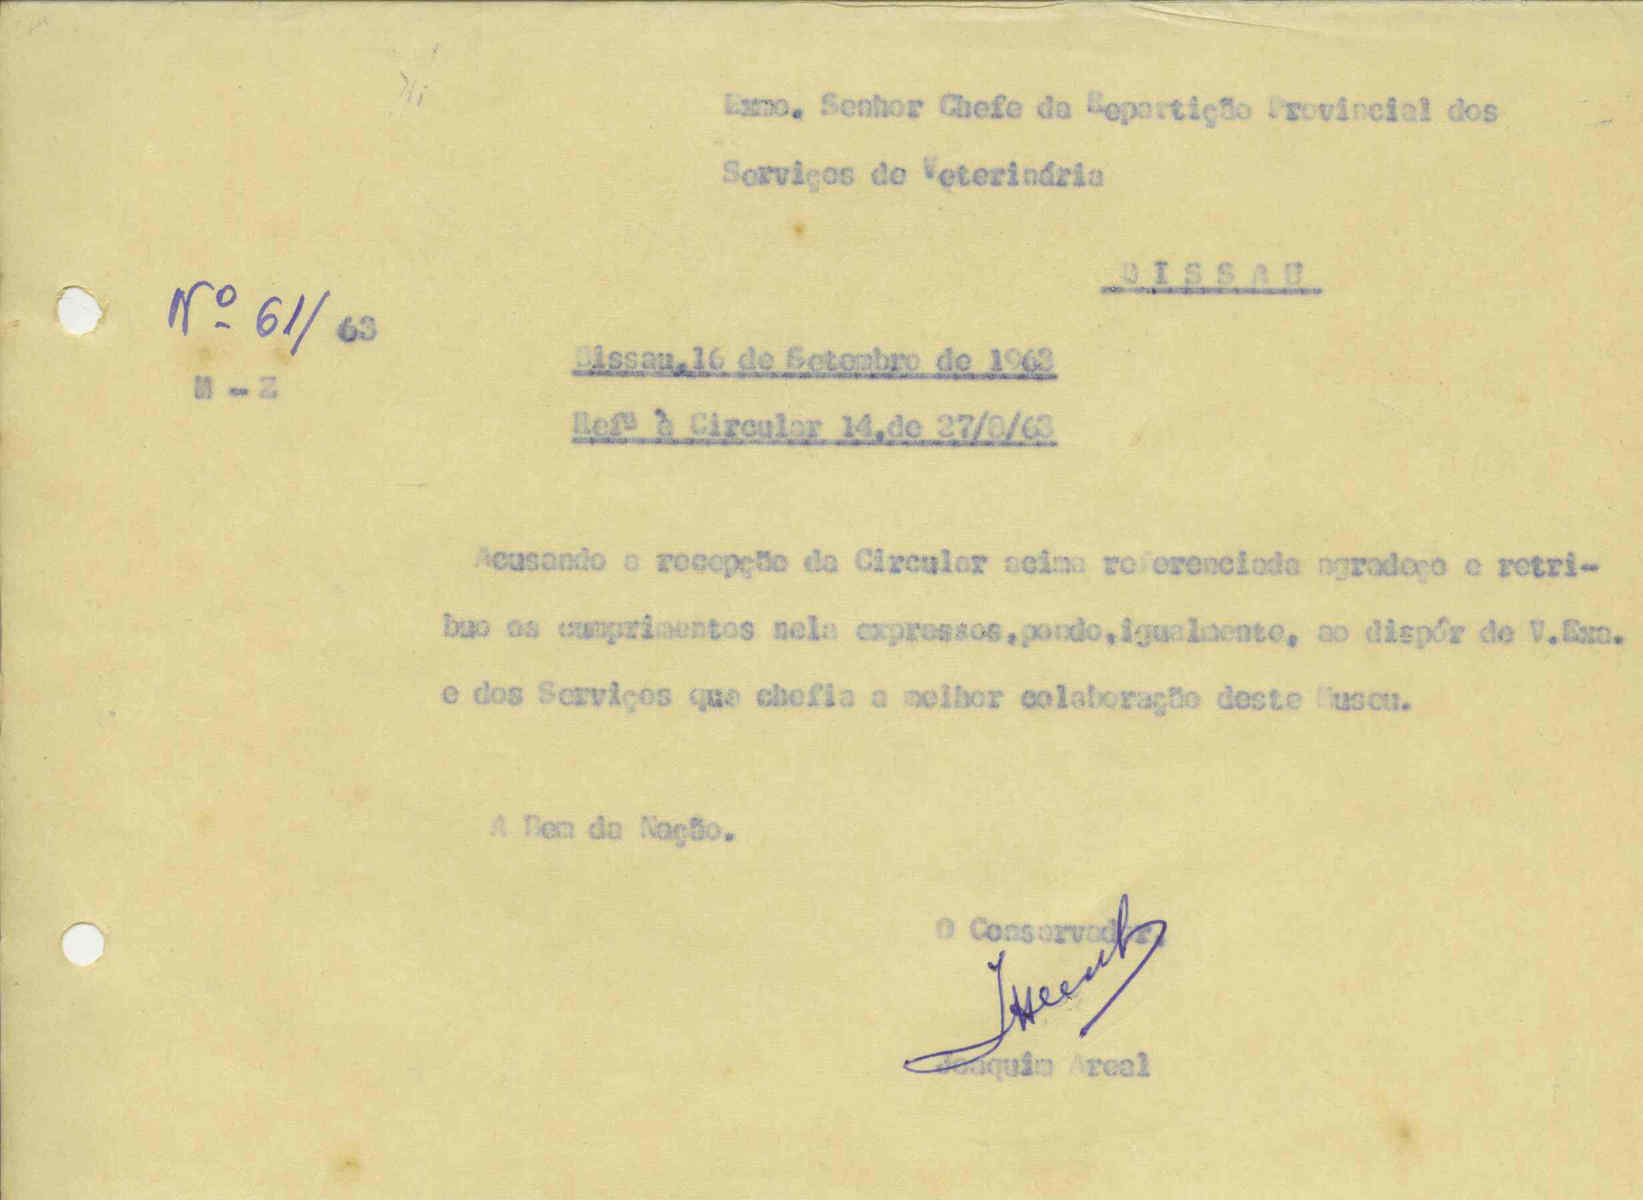 Exmo. Senhor Chefe da Repartição Provincial dos
Serviços de Veterinária
B I S S A U
Nº 61/ 63
M - Z
Bissau,16 de Setembro de 1963
Refª à Circular 14,de 27/8/63
Acusando a recepção da Circular acima referenciada agradeço e retri-
buo os cumprimentos nela expressos,pondo,igualmente, ao dispôr de V.Exa.
e dos Serviços que chefia a melhor colaboração deste Museu.
A Bem da Nação.
O Conservador,
Joaquim Areal